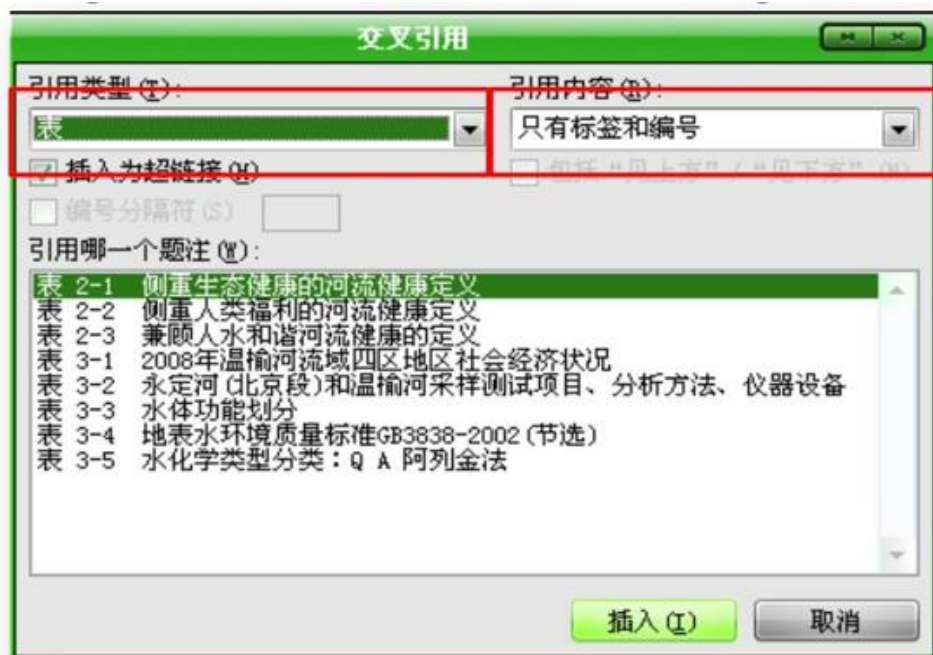 交叉引用
引用类型(T):
引用内容(R):
表
只有标签和编号
插入为超链接(H)
包括“见上方”/“见下方”(N)
编号分隔符(S)
引用哪一个题注(W):
表 2-1 侧重生态健康的河流健康定义
表 2-2 侧重人类福利的河流健康定义
表 2-3 兼顾人水和谐河流健康的定义
表 3-1 2008年温榆河流域四区地区社会经济状况
表 3-2 永定河(北京段)和温榆河采样测试项目、分析方法、仪器设备
表 3-3 水体功能划分
表 3-4 地表水环境质量标准GB3838-2002(节选)
表 3-5 水化学类型分类：Q A 阿列金法
插入(I)
取消